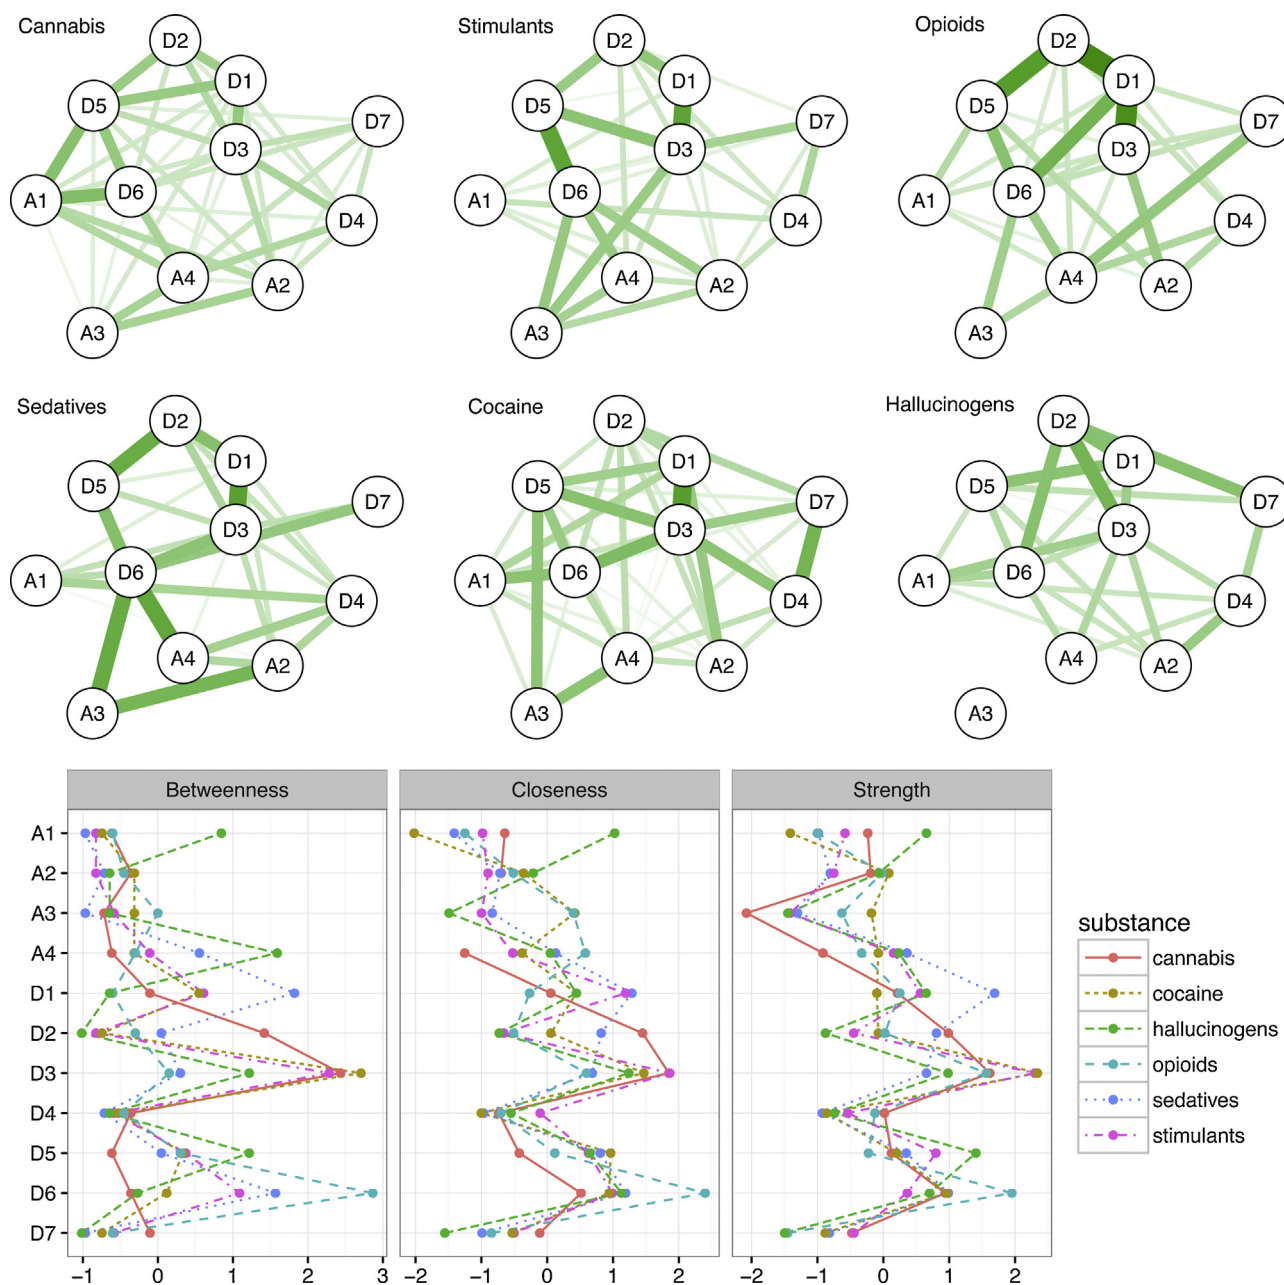 Cannabis
D2
D1
D5
D7
D3
D6
A1
D4
A4
A2
A3
Stimulants
D2
D1
D5
D7
D3
D6
A1
D4
A4
A2
A3
Opioids
D2
D1
D5
D7
D3
D6
A1
D4
A4
A2
A3
Sedatives
D2
D1
D5
D7
D3
D6
A1
D4
A4
A2
A3
Cocaine
D2
D1
D5
D7
D3
D6
A1
D4
A4
A2
A3
Hallucinogens
D2
D1
D5
D7
D3
D6
A1
D4
A4
A2
A3
Betweenness Closeness Strength
A1
A2
A3
A4
D1
D2
D3
D4
D5
D6
D7
−1 0 1 2 3 −2 −1 0 1 2 −2 −1 0 1 2
substance
cannabis
cocaine
hallucinogens
opioids
sedatives
stimulants